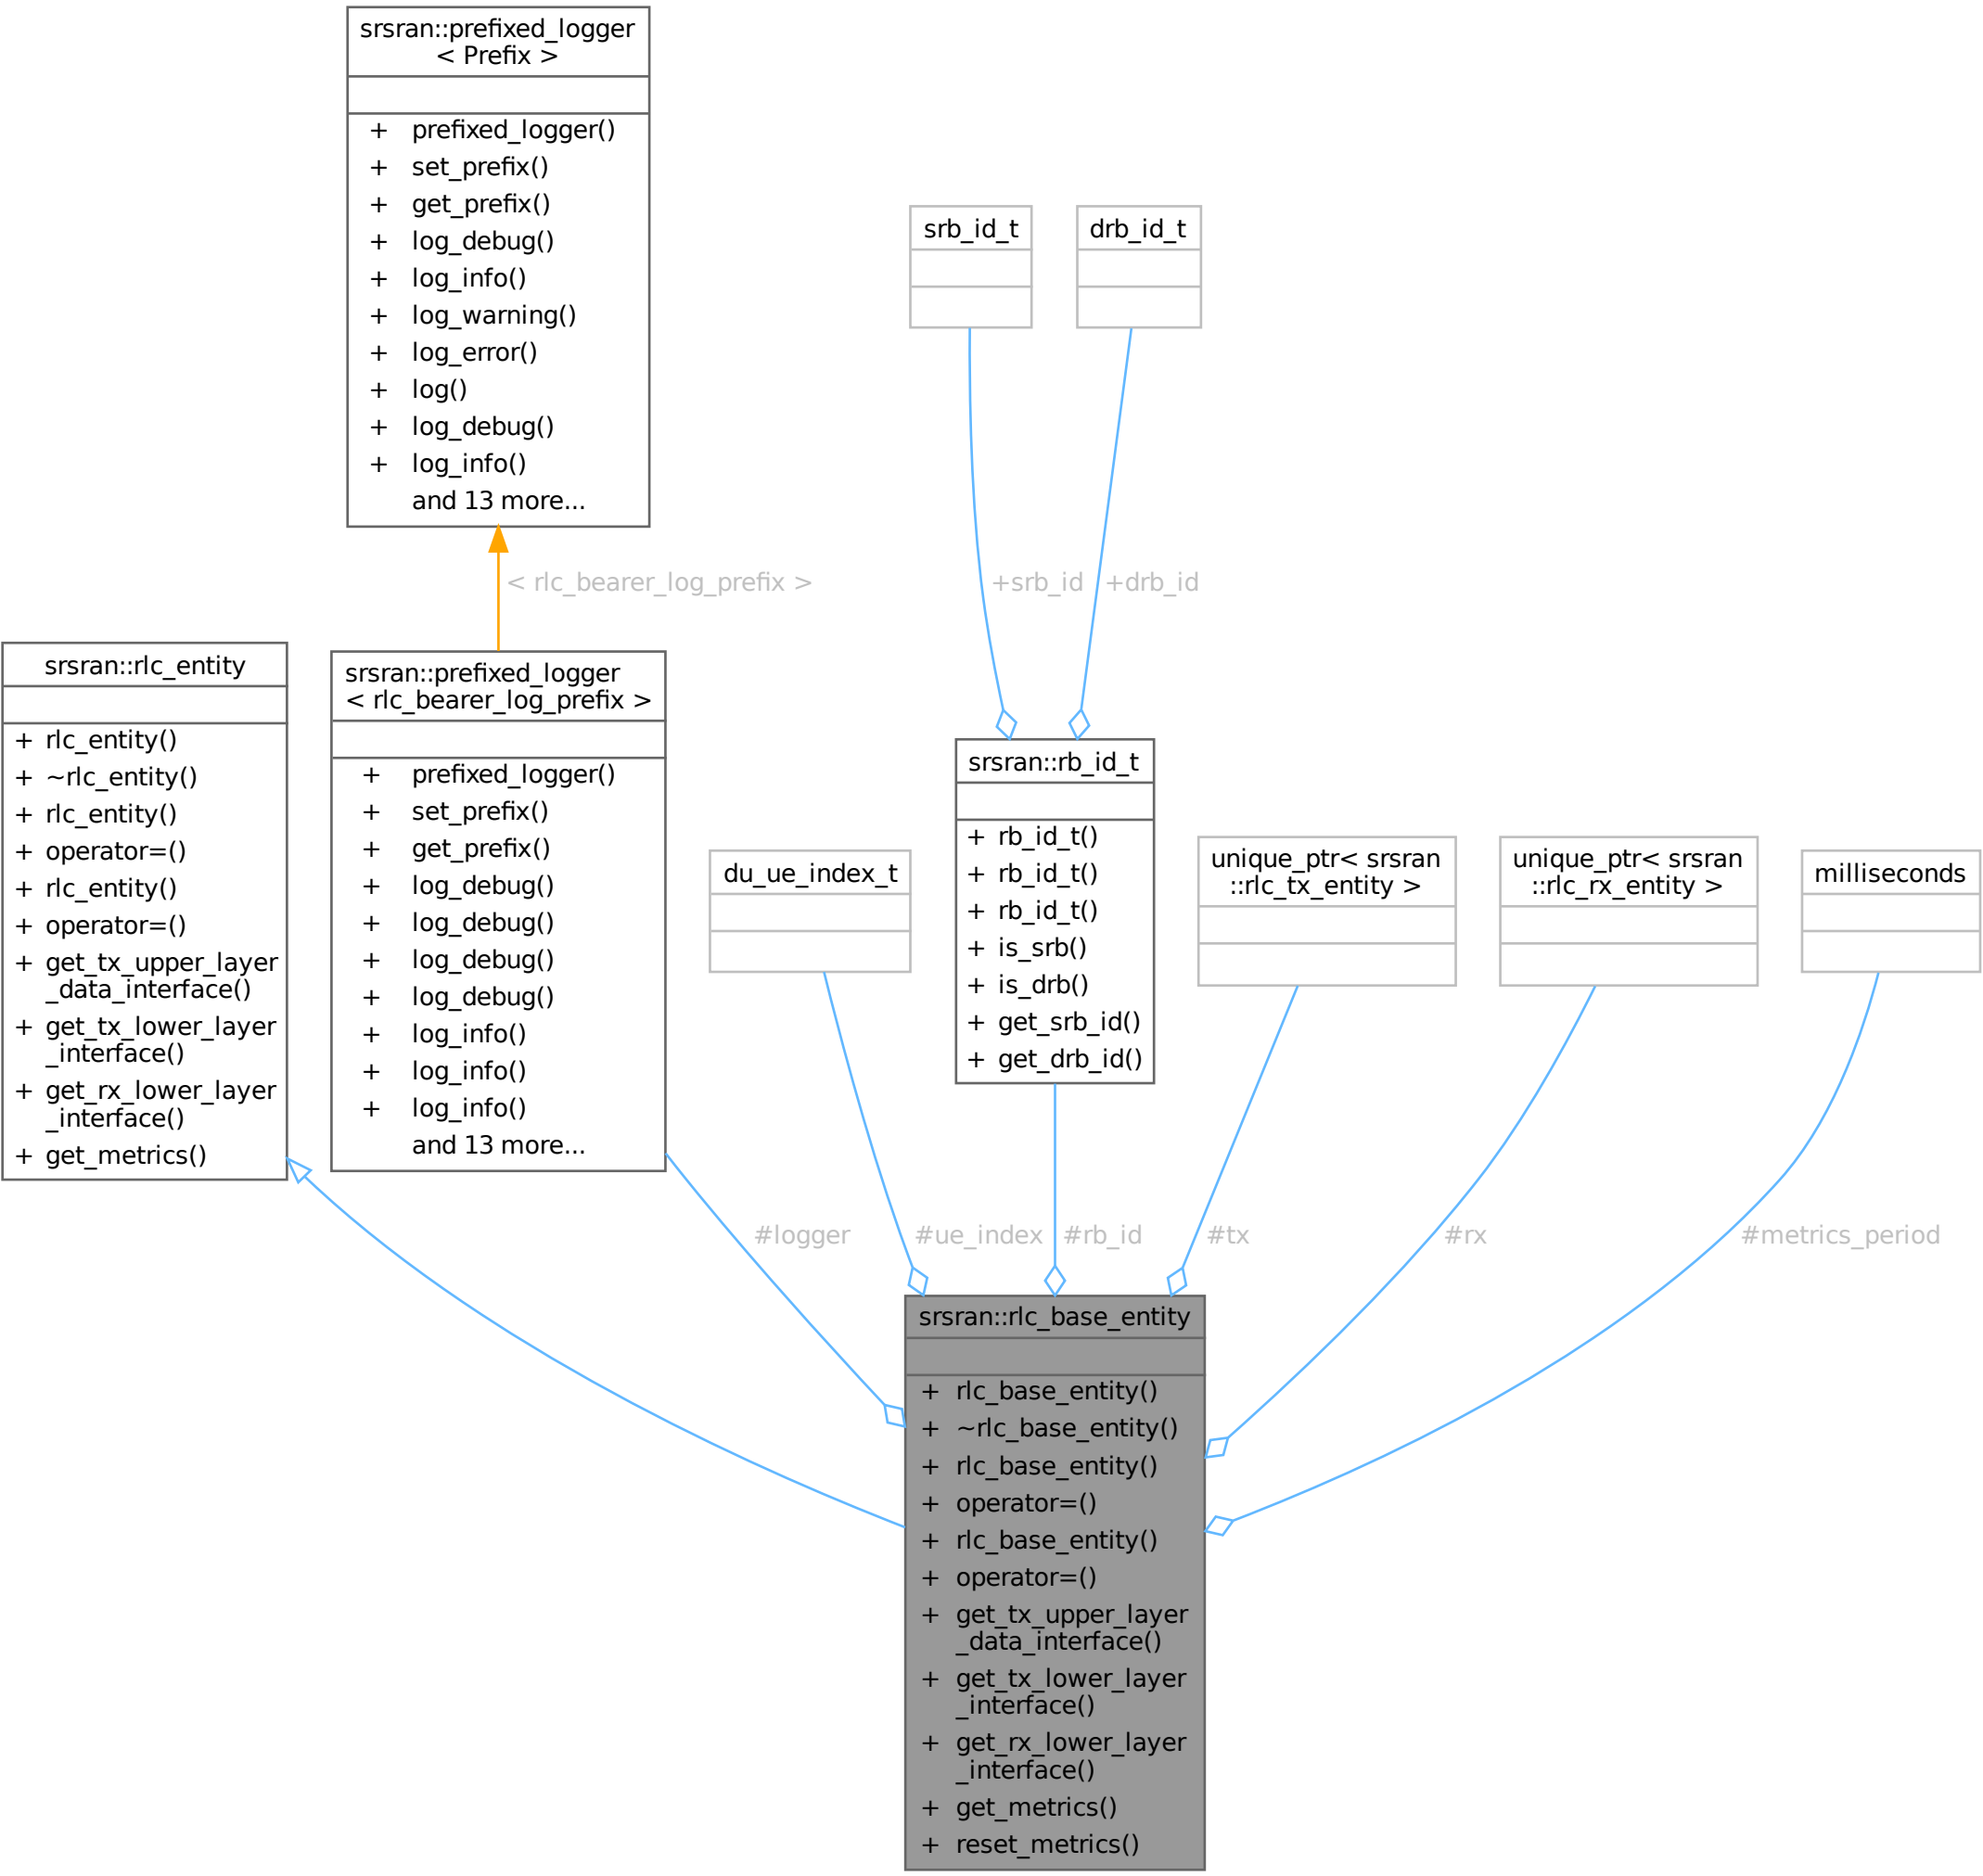 srsran::prefixed_logger
< Prefix >
+ prefixed_logger()
+ set_prefix()
+ get_prefix()
+ log_debug()
+ log_info()
+ log_warning()
+ log_error()
+ log()
+ log_debug()
+ log_info()
and 13 more...
srb_id_t
drb_id_t
< rlc_bearer_log_prefix >
+srb_id
+drb_id
srsran::rlc_entity
+ rlc_entity()
+ ~rlc_entity()
+ rlc_entity()
+ operator=()
+ rlc_entity()
+ operator=()
+ get_tx_upper_layer
_data_interface()
+ get_tx_lower_layer
_interface()
+ get_rx_lower_layer
_interface()
+ get_metrics()
srsran::prefixed_logger
< rlc_bearer_log_prefix >
+ prefixed_logger()
+ set_prefix()
+ get_prefix()
+ log_debug()
+ log_debug()
+ log_debug()
+ log_debug()
+ log_info()
+ log_info()
+ log_info()
and 13 more...
du_ue_index_t
srsran::rb_id_t
+ rb_id_t()
+ rb_id_t()
+ rb_id_t()
+ is_srb()
+ is_drb()
+ get_srb_id()
+ get_drb_id()
unique_ptr< srsran
::rlc_tx_entity >
unique_ptr< srsran
::rlc_rx_entity >
milliseconds
#logger
#ue_index
#rb_id
#tx
#rx
#metrics_period
srsran::rlc_base_entity
+ rlc_base_entity()
+ ~rlc_base_entity()
+ rlc_base_entity()
+ operator=()
+ rlc_base_entity()
+ operator=()
+ get_tx_upper_layer
_data_interface()
+ get_tx_lower_layer
_interface()
+ get_rx_lower_layer
_interface()
+ get_metrics()
+ reset_metrics()